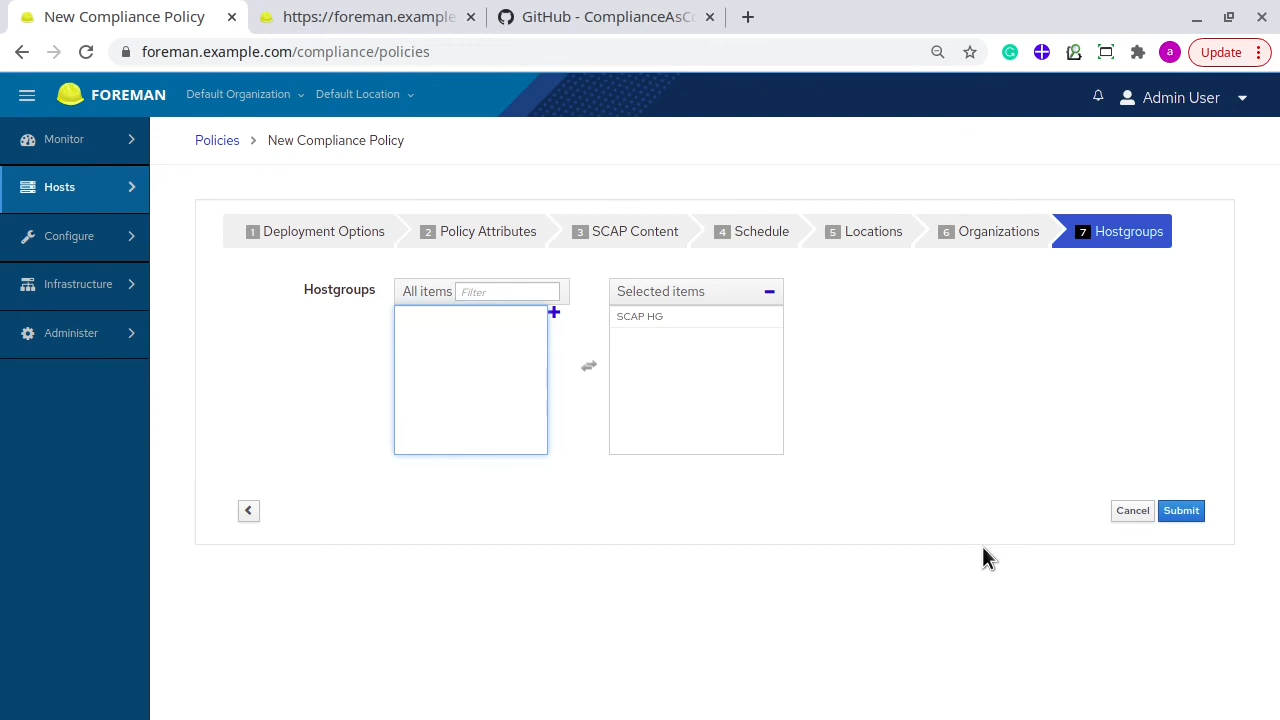 New Compliance Policy
https://foreman.example
GitHub - ComplianceAsCo
foreman.example.com/compliance/policies
a
Update
FOREMAN
Default Organization
Default Location
Admin User
Monitor
Hosts
Configure
Infrastructure
Administer
Policies
New Compliance Policy
1 Deployment Options
2 Policy Attributes
3 SCAP Content
4 Schedule
5 Locations
6 Organizations
7 Hostgroups
Hostgroups
All items
Filter
Selected items
SCAP HG
Cancel
Submit